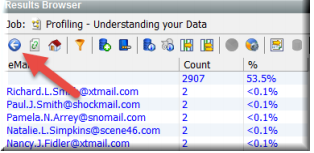 Results Browser
Job: Profiling - Understanding your Data
eMa Count %
2907 53.5%
Richard.L.Smith@xtmail.com 2 <0.1%
Paul.J.Smith@shockmail.com 2 <0.1%
Pamela.N.Arrey@snomail.com 2 <0.1%
Natalie.L.Simpkins@scene46.com 2 <0.1%
Nancy.J.Fidler@xtmail.com 2 <0.1%